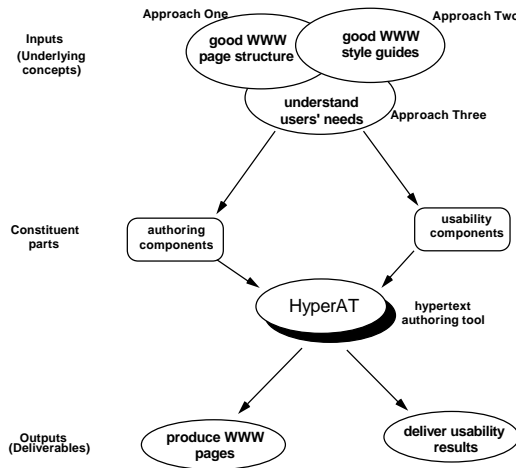 Approach One
Approach Two
Inputs
(Underlying
concepts)
good WWW
page structure
good WWW
style guides
understand
users' needs
Approach Three
Constituent
parts
authoring
components
usability
components
HyperAT
hypertext
authoring tool
Outputs
(Deliverables)
produce WWW
pages
deliver usability
results